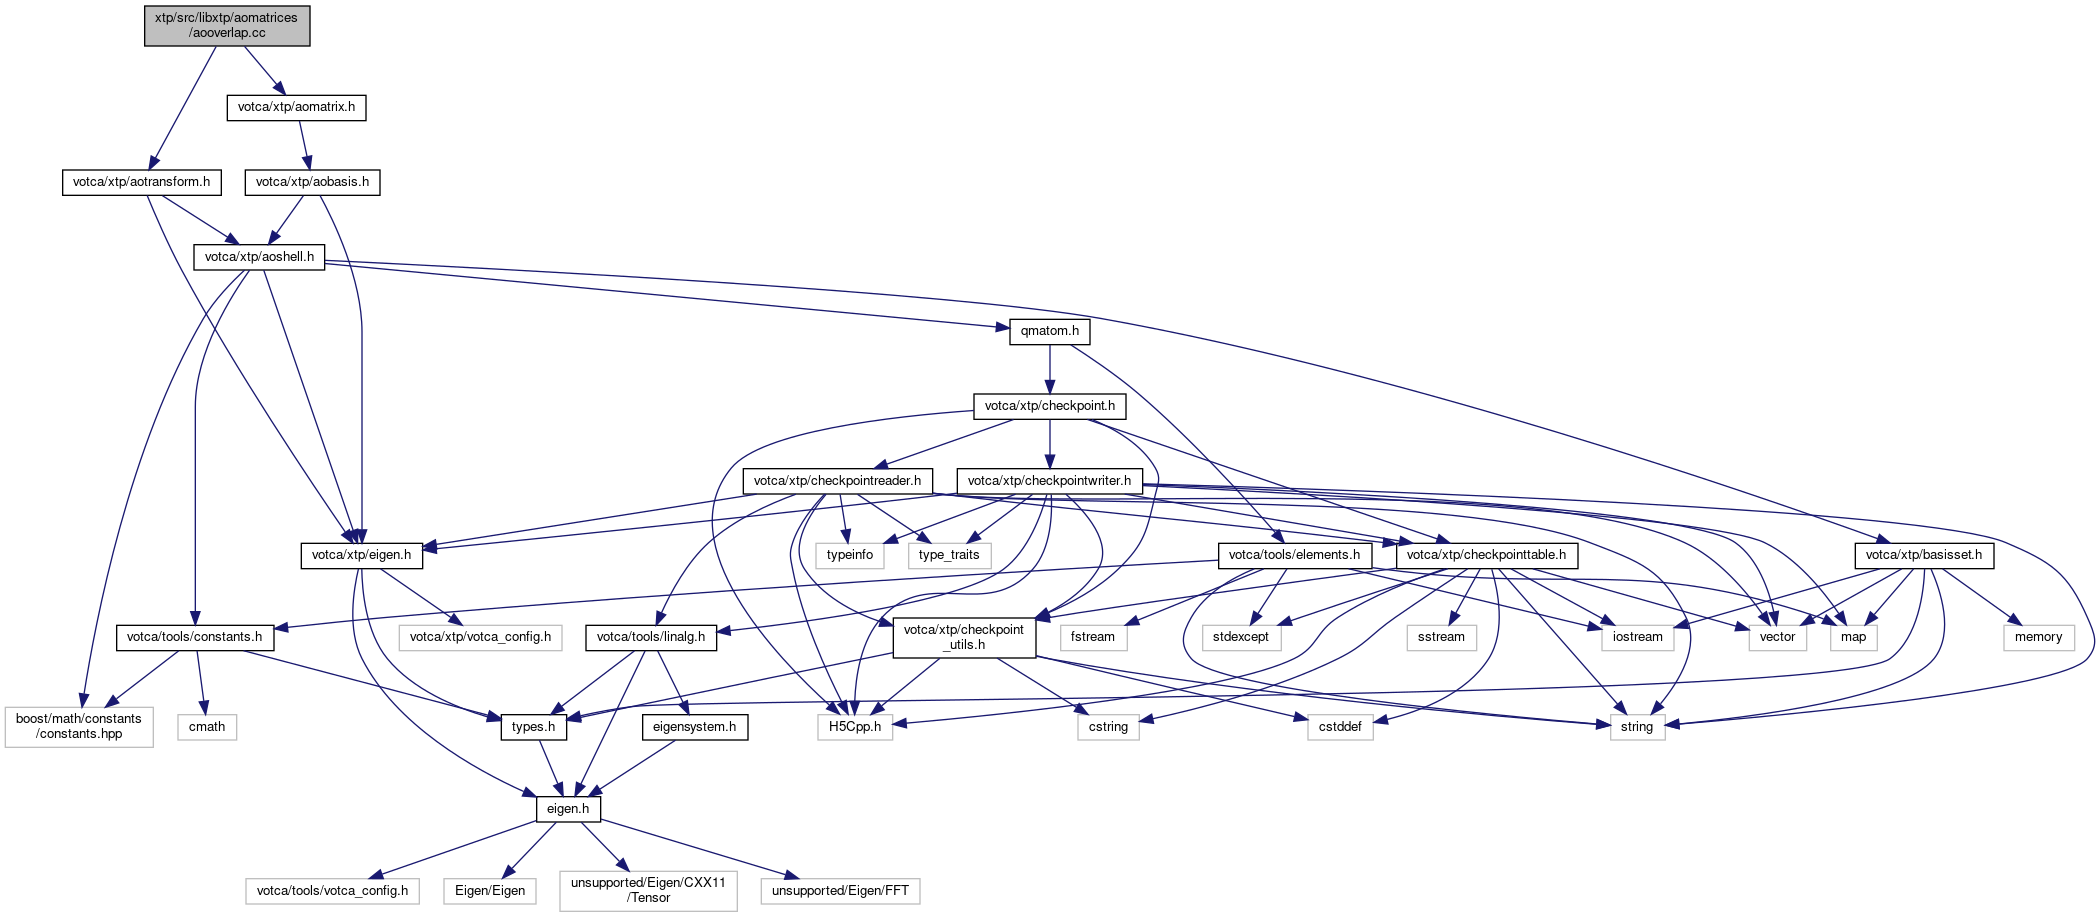 xtp/src/libxtp/aomatrices
/aooverlap.cc
votca/xtp/aomatrix.h
votca/xtp/aotransform.h
votca/xtp/aobasis.h
votca/xtp/aoshell.h
qmatom.h
votca/xtp/checkpoint.h
votca/xtp/checkpointreader.h
votca/xtp/checkpointwriter.h
votca/xtp/eigen.h
typeinfo
type_traits
votca/tools/elements.h
votca/xtp/checkpointtable.h
votca/xtp/basisset.h
votca/tools/constants.h
votca/xtp/votca_config.h
votca/tools/linalg.h
votca/xtp/checkpoint
_utils.h
fstream
stdexcept
sstream
iostream
vector
map
memory
boost/math/constants
/constants.hpp
cmath
types.h
eigensystem.h
H5Cpp.h
cstring
cstddef
string
eigen.h
votca/tools/votca_config.h
Eigen/Eigen
unsupported/Eigen/CXX11
/Tensor
unsupported/Eigen/FFT